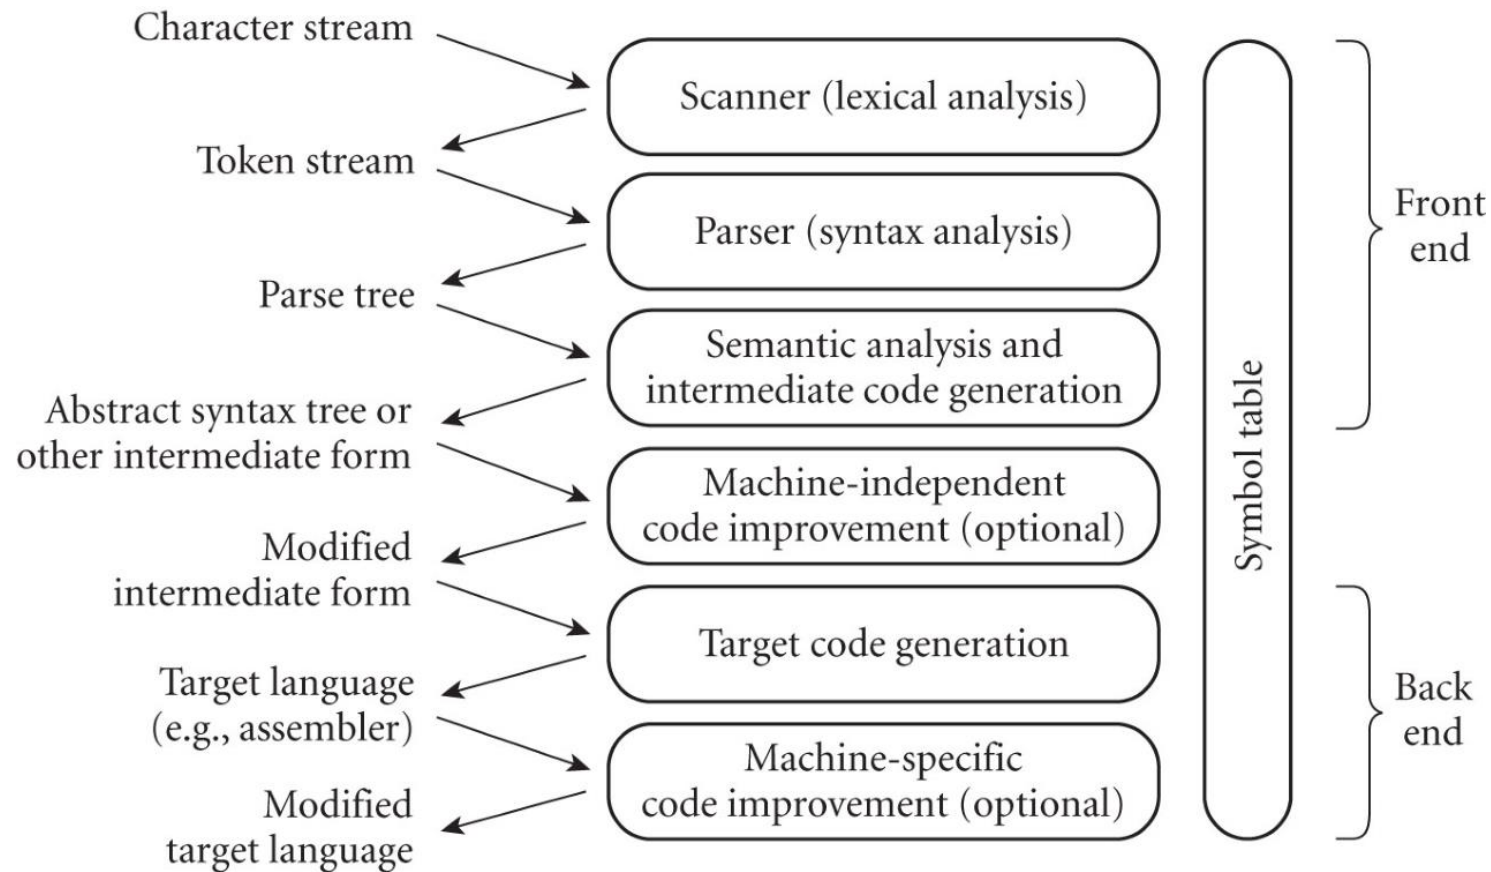 Character stream
Scanner (lexical analysis)
Token stream
Parser (syntax analysis)
Parse tree
Semantic analysis and
intermediate code generation
Abstract syntax tree or
other intermediate form
Machine-independent
code improvement (optional)
Modified
intermediate form
Target code generation
Target language
(e.g., assembler)
Machine-specific
code improvement (optional)
Modified
target language
Symbol table
Front
end
Back
end